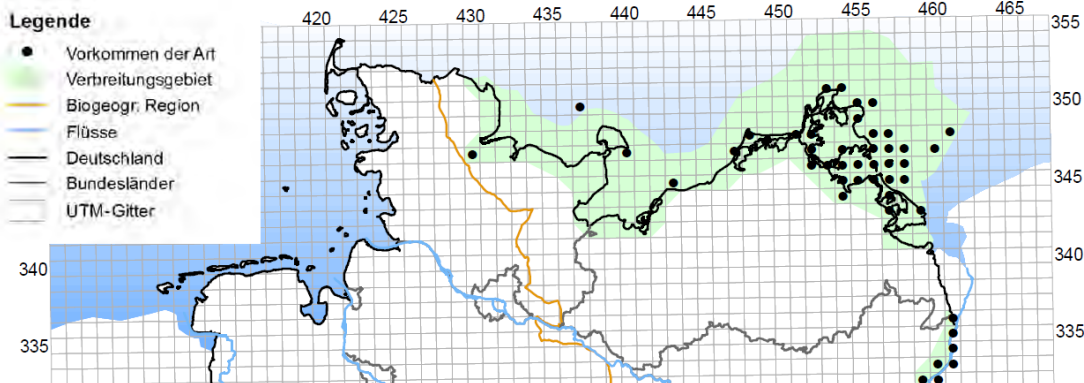 Legende
Vorkommen der Art
Verbreitungsgebiet
Biogeogr. Region
Flüsse
Deutschland
Bundesländer
UTM-Gitter
420 425 430 435 440 445 450 455 460 465
355
350
345
340 340
335 335